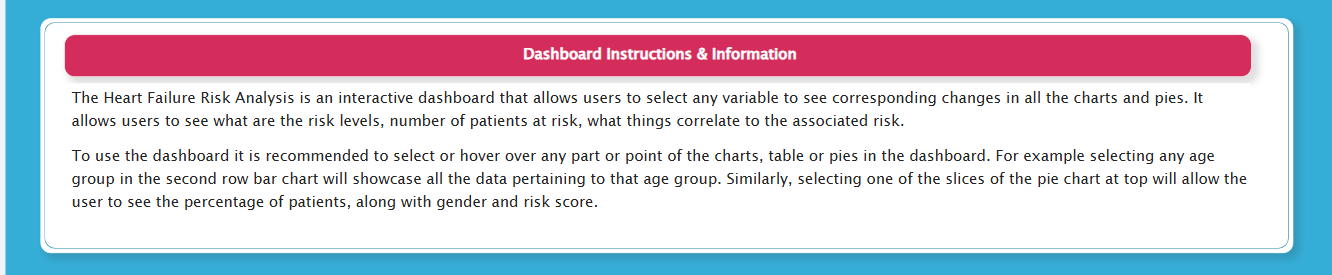 Dashboard Instructions & Information
The Heart Failure Risk Analysis is an interactive dashboard that allows users to select any variable to see corresponding changes in all the charts and pies. It
allows users to see what are the risk levels, number of patients at risk, what things correlate to the associated risk.
To use the dashboard it is recommended to select or hover over any part or point of the charts, table or pies in the dashboard. For example selecting any age
group in the second row bar chart will showcase all the data pertaining to that age group. Similarly, selecting one of the slices of the pie chart at top will allow the
user to see the percentage of patients, along with gender and risk score.